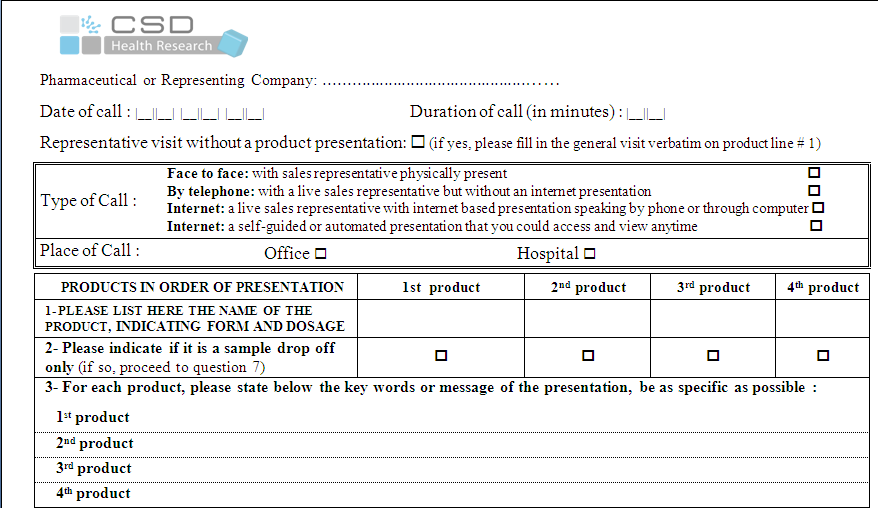 CSD
Health Research
Pharmaceutical or Representing Company: ………………………………………………
Date of call : |__||__| |__||__| |__||__| Duration of call (in minutes) : |__||__|
Representative visit without a product presentation: ☐ (if yes, please fill in the general visit verbatim on product line # 1)
Type of Call :
Face to face: with sales representative physically present ☐
By telephone: with a live sales representative but without an internet presentation ☐
Internet: a live sales representative with internet based presentation speaking by phone or through computer ☐
Internet: a self-guided or automated presentation that you could access and view anytime ☐
Place of Call : Office ☐ Hospital ☐
PRODUCTS IN ORDER OF PRESENTATION 1st product 2nd product 3rd product 4th product
1- PLEASE LIST HERE THE NAME OF THE
PRODUCT, INDICATING FORM AND DOSAGE
2- Please indicate if it is a sample drop off
only (if so, proceed to question 7) ☐ ☐ ☐ ☐
3- For each product, please state below the key words or message of the presentation, be as specific as possible :
1st product
2nd product
3rd product
4th product